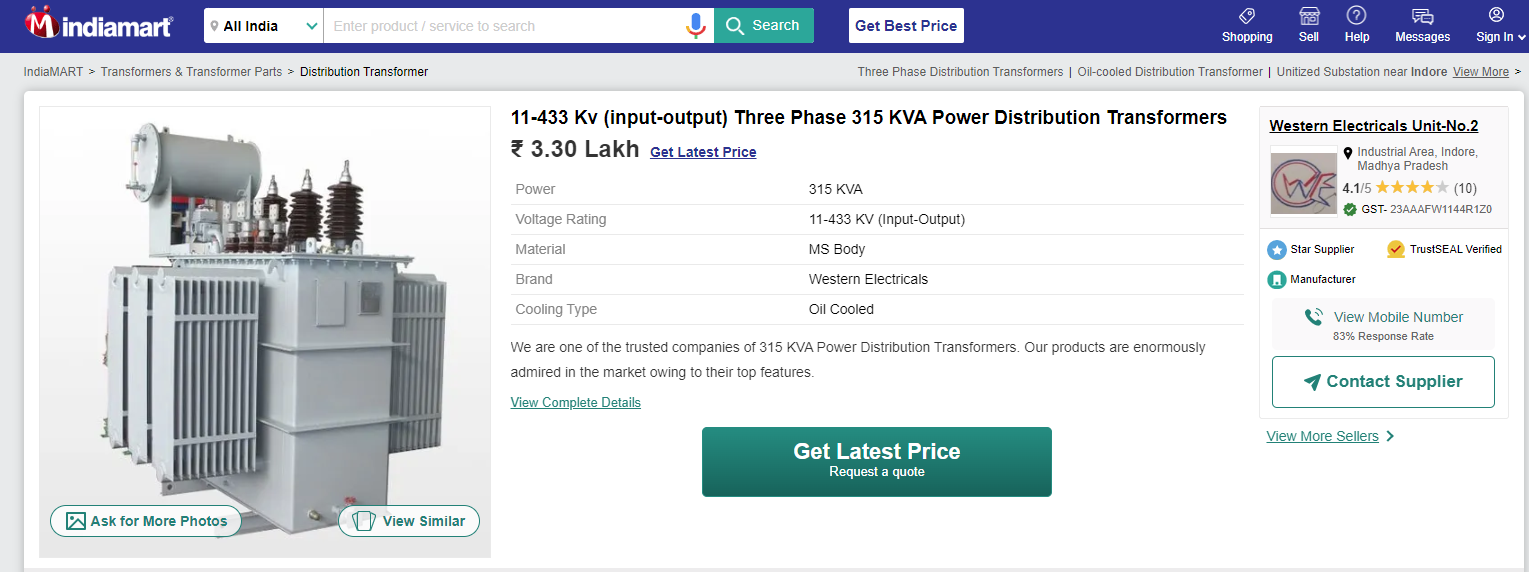 indiamart
All India
Enter product / service to search
Search
Get Best Price
Shopping
Sell
Help
Messages
Sign In
IndiaMART > Transformers & Transformer Parts > Distribution Transformer
Three Phase Distribution Transformers | Oil-cooled Distribution Transformer | Unitized Substation near Indore View More >
11-433 Kv (input-output) Three Phase 315 KVA Power Distribution Transformers
₹ 3.30 Lakh Get Latest Price
Power 315 KVA
Voltage Rating 11-433 KV (Input-Output)
Material MS Body
Brand Western Electricals
Cooling Type Oil Cooled
We are one of the trusted companies of 315 KVA Power Distribution Transformers. Our products are enormously
admired in the market owing to their top features.
View Complete Details
Get Latest Price
Request a quote
Ask for More Photos
View Similar
Western Electricals Unit-No.2
WE
Industrial Area, Indore,
Madhya Pradesh
4.1/5 (10)
GST- 23AAAFW1144R1Z0
Star Supplier
TrustSEAL Verified
Manufacturer
View Mobile Number
83% Response Rate
Contact Supplier
View More Sellers >